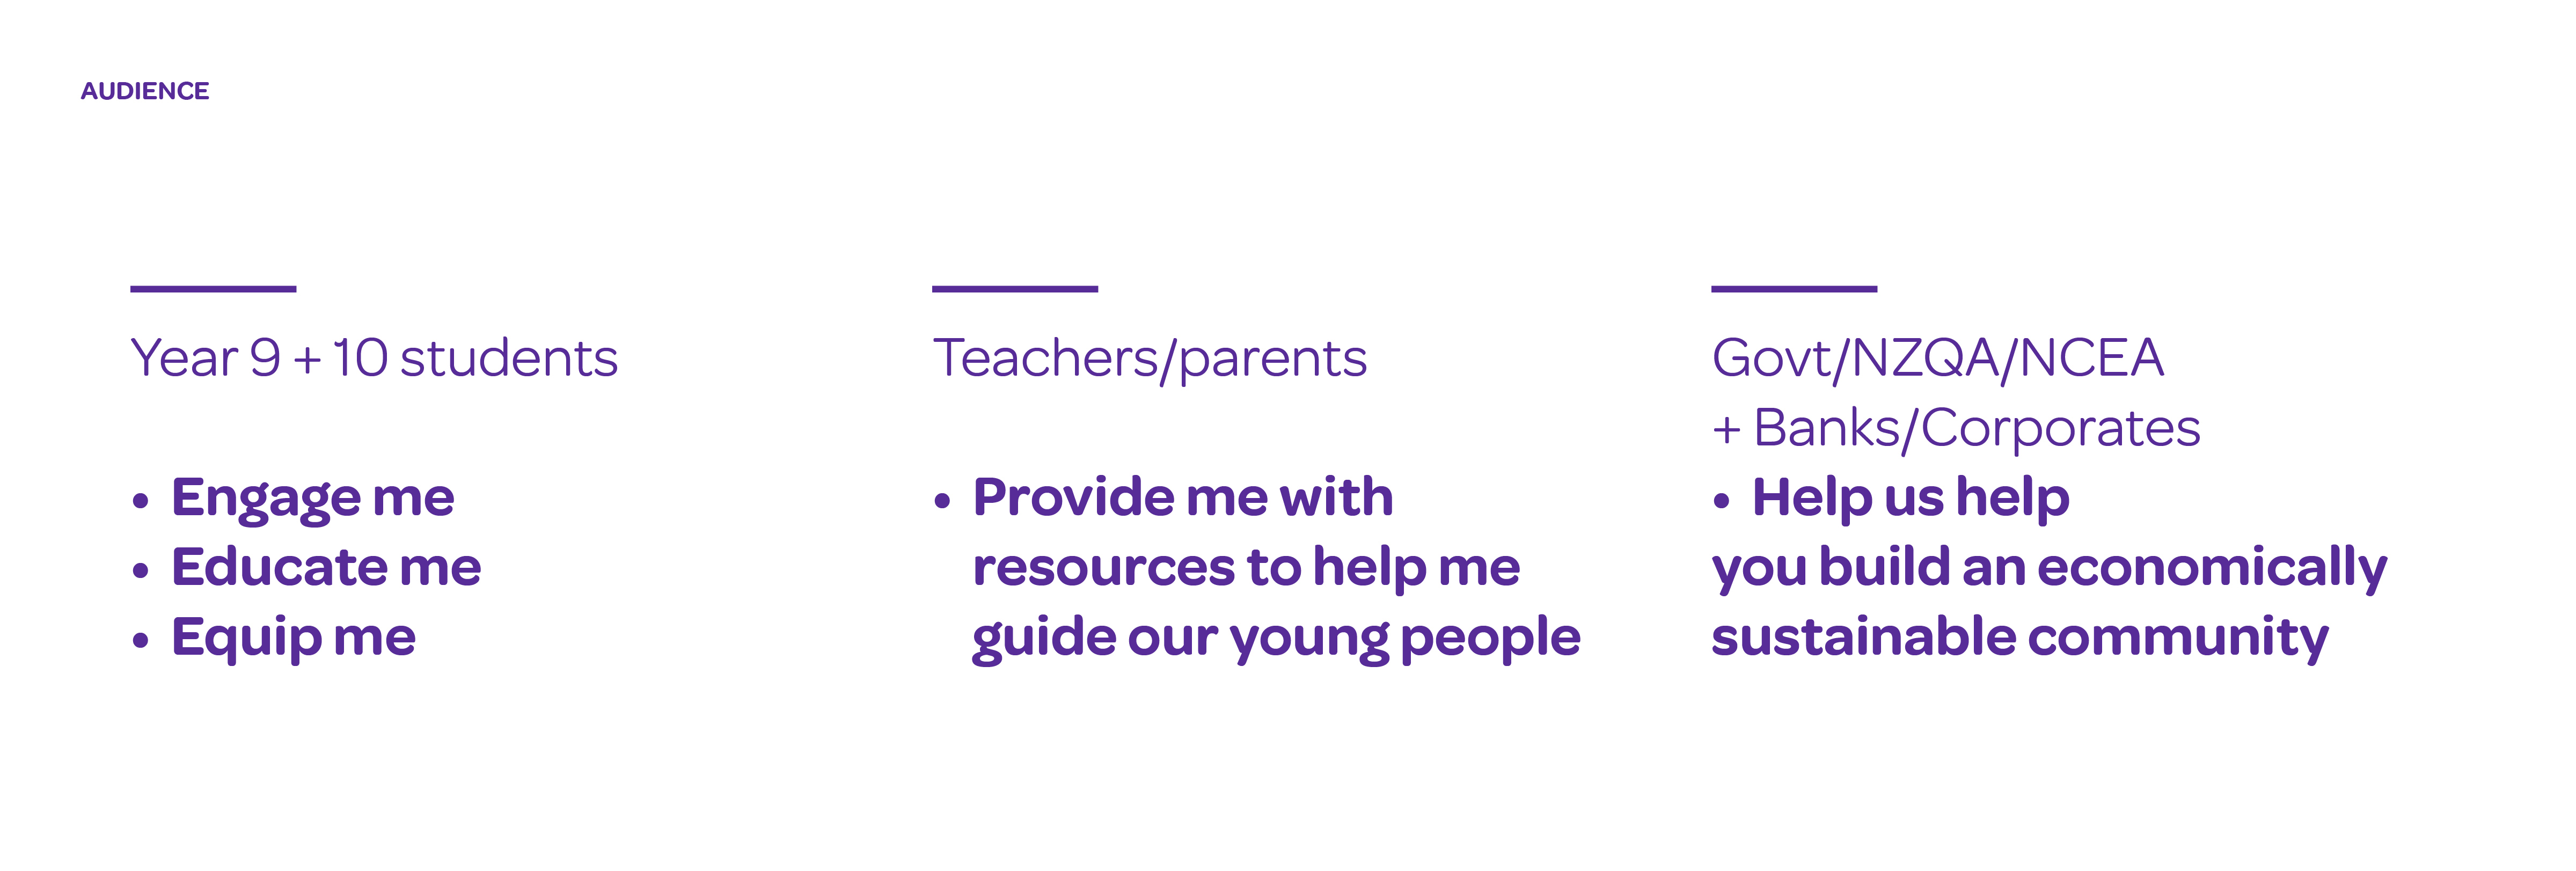 AUDIENCE
Year 9 + 10 students
• Engage me
• Educate me
• Equip me
Teachers/parents
• Provide me with
resources to help me
guide our young people
Govt/NZQA/NCEA
+ Banks/Corporates
• Help us help
you build an economically
sustainable community